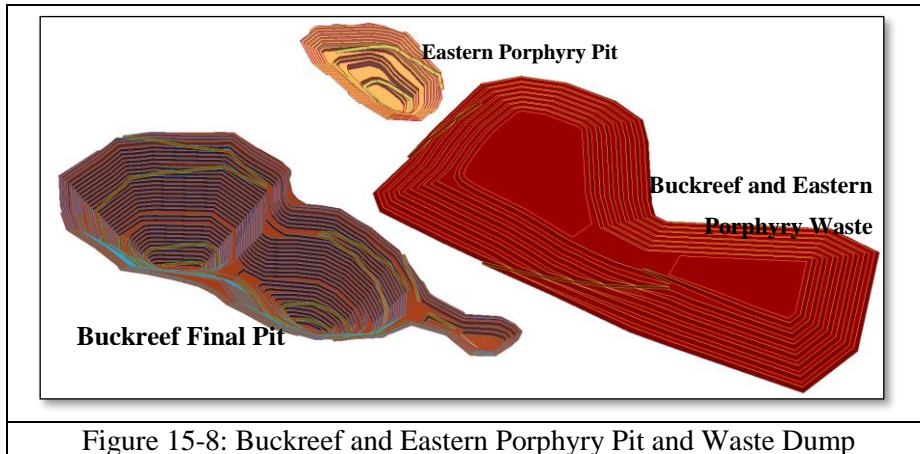 Eastern Porphyry Pit
Buckreef and Eastern
Porphyry Waste
Buckreef Final Pit
Figure 15-8: Buckreef and Eastern Porphyry Pit and Waste Dump